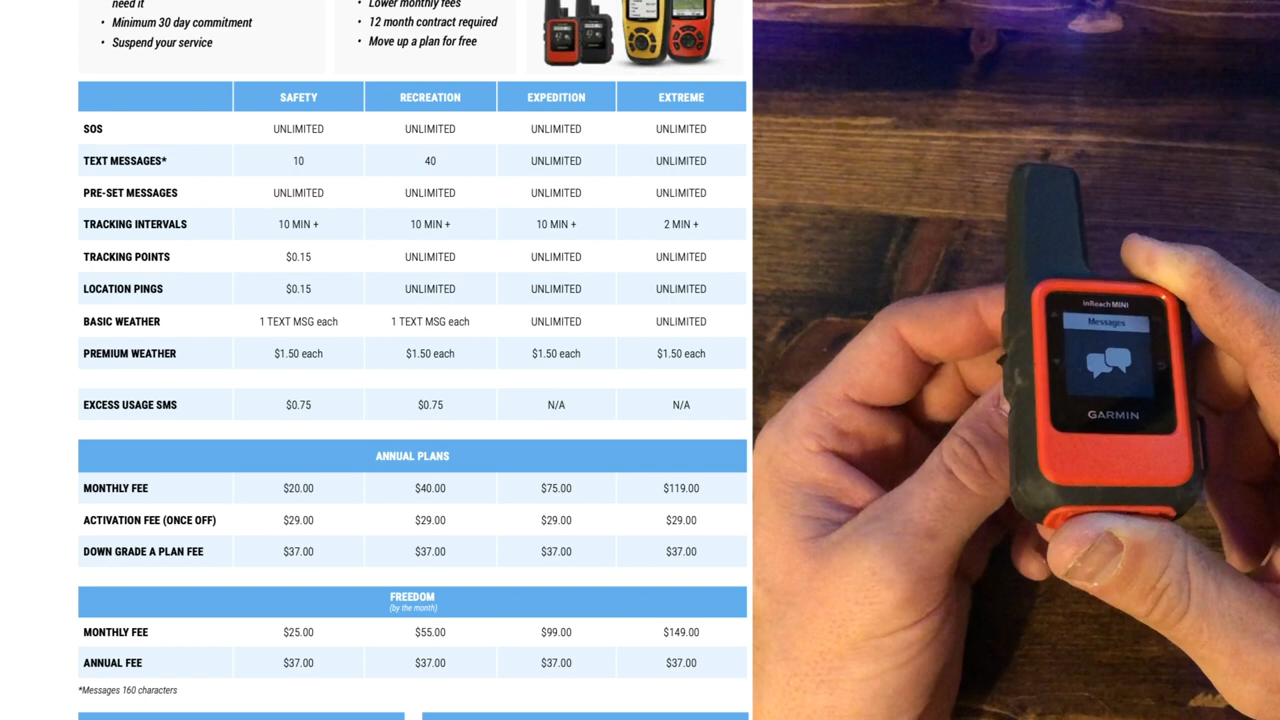 need it
• Minimum 30 day commitment
• Suspend your service
• Lower monthly fees
• 12 month contract required
• Move up a plan for free
SAFETY RECREATION EXPEDITION EXTREME
SOS UNLIMITED UNLIMITED UNLIMITED UNLIMITED
TEXT MESSAGES* 10 40 UNLIMITED UNLIMITED
PRE-SET MESSAGES UNLIMITED UNLIMITED UNLIMITED UNLIMITED
TRACKING INTERVALS 10 MIN + 10 MIN + 10 MIN + 2 MIN +
TRACKING POINTS $0.15 UNLIMITED UNLIMITED UNLIMITED
LOCATION PINGS $0.15 UNLIMITED UNLIMITED UNLIMITED
BASIC WEATHER 1 TEXT MSG each 1 TEXT MSG each UNLIMITED UNLIMITED
PREMIUM WEATHER $1.50 each $1.50 each $1.50 each $1.50 each
EXCESS USAGE SMS $0.75 $0.75 N/A N/A
ANNUAL PLANS
MONTHLY FEE $20.00 $40.00 $75.00 $119.00
ACTIVATION FEE (ONCE OFF) $29.00 $29.00 $29.00 $29.00
DOWN GRADE A PLAN FEE $37.00 $37.00 $37.00 $37.00
FREEDOM
(by the month)
MONTHLY FEE $25.00 $55.00 $99.00 $149.00
ANNUAL FEE $37.00 $37.00 $37.00 $37.00
*Messages 160 characters
inReach MINI
Messages
GARMIN